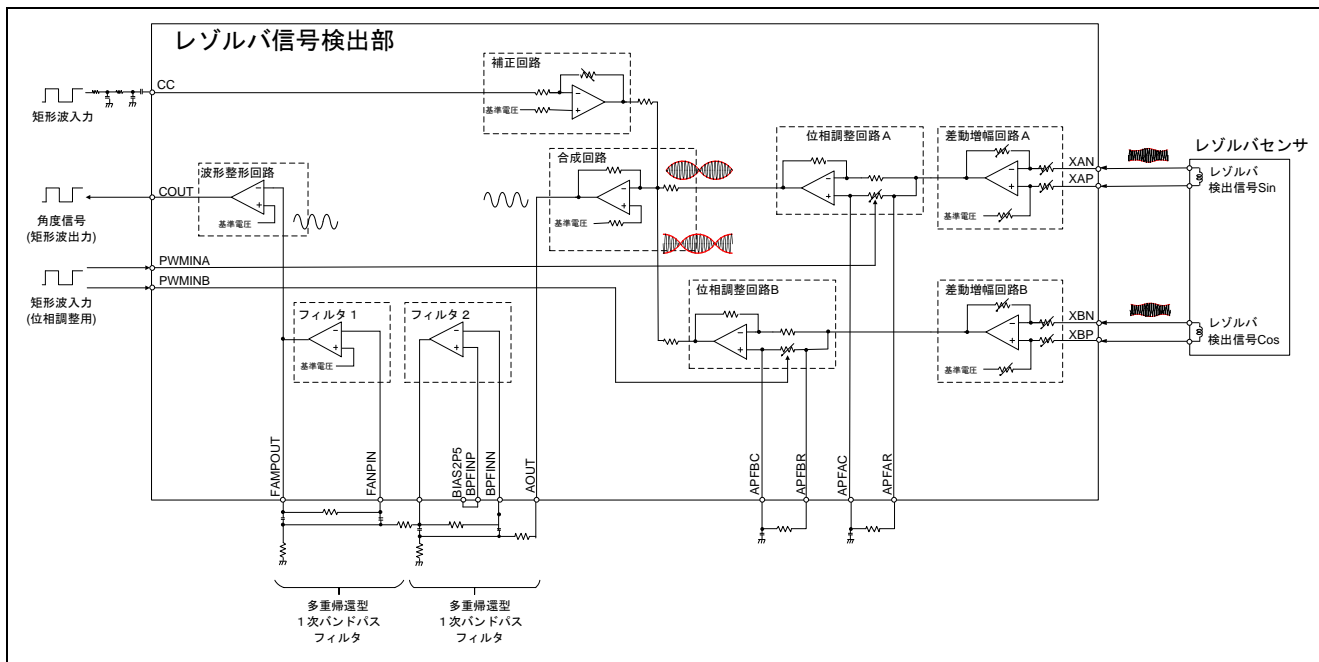 レゾルバ信号検出部
補正回路
CC
基準電圧
矩形波入力
位相調整回路A
差動増幅回路A
レゾルバセンサ
合成回路
波形整形回路
XAN
レゾルバ
検出信号Sin
XAP
COUT
基準電圧
角度信号
(矩形波出力)
基準電圧
基準電圧
PWMINA
PWMINB
矩形波入力
(位相調整用)
フィルタ1
フィルタ2
位相調整回路B
差動増幅回路B
XBN
レゾルバ
検出信号Cos
XBP
基準電圧
基準電圧
FAMPOUT
FANPIN
BIAS2P5
BPFINP
BPFINN
AOUT
APFBC
APFBR
APFAC
APFAR
多重帰還型
1次バンドパス
フィルタ
多重帰還型
1次バンドパス
フィルタ